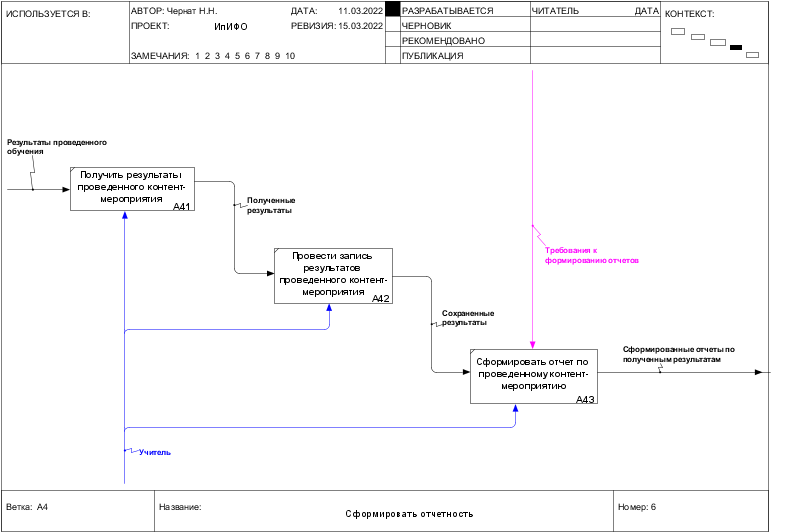 ИСПОЛЬЗУЕТСЯ В:
АВТОР: Чернат Н.Н.
ДАТА: 11.03.2022
ПРОЕКТ: ИпИФО
РЕВИЗИЯ: 15.03.2022
ЗАМЕЧАНИЯ: 1 2 3 4 5 6 7 8 9 10
РАЗРАБАТЫВАЕТСЯ
ЧЕРНОВИК
РЕКОМЕНДОВАНО
ПУБЛИКАЦИЯ
ЧИТАТЕЛЬ
ДАТА
КОНТЕКСТ:
Результаты проведенного
обучения
Получить результаты
проведенного контент-
мероприятия
A41
Полученные
результаты
Провести запись
результатов
проведенного контент-
мероприятия
A42
Требования к
формированию отчетов
Сохраненные
результаты
Сформировать отчет по
проведенному контент-
мероприятию
A43
Сформированные отчеты по
полученным результатам
Учитель
Ветка: A4
Название:
Сформировать отчетность
Номер: 6